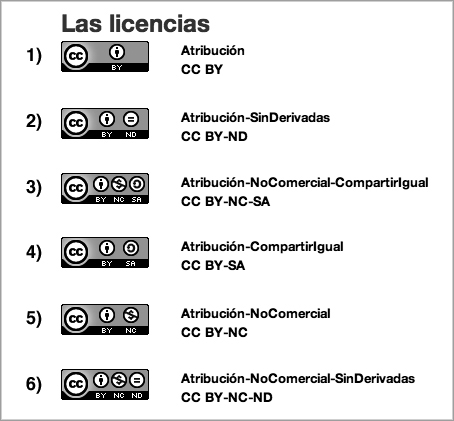 Las licencias
1)
cc
BY
Atribución
CC BY
2)
cc
BY ND
Atribución-SinDerivadas
CC BY-ND
3)
cc
BY NC SA
Atribución-NoComercial-CompartirIgual
CC BY-NC-SA
4)
cc
BY SA
Atribución-CompartirIgual
CC BY-SA
5)
cc
BY NC
Atribución-NoComercial
CC BY-NC
6)
cc
BY NC ND
Atribución-NoComercial-SinDerivadas
CC BY-NC-ND